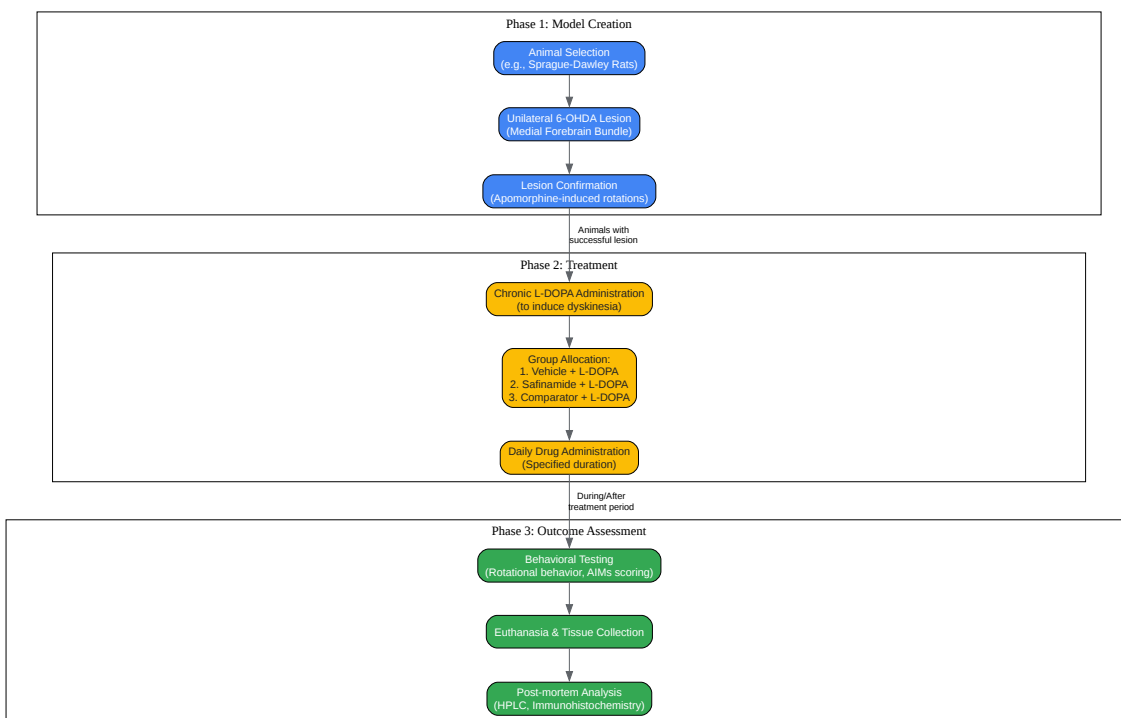 Phase 1: Model Creation
Animal Selection
(e.g., Sprague-Dawley Rats)
Unilateral 6-OHDA Lesion
(Medial Forebrain Bundle)
Lesion Confirmation
(Apomorphine-induced rotations)
Animals with
successful lesion
Phase 2: Treatment
Chronic L-DOPA Administration
(to induce dyskinesia)
Group Allocation:
1. Vehicle + L-DOPA
2. Safinamide + L-DOPA
3. Comparator + L-DOPA
Daily Drug Administration
(Specified duration)
During/After
treatment period
Phase 3: Outcome Assessment
Behavioral Testing
(Rotational behavior, AIMs scoring)
Euthanasia & Tissue Collection
Post-mortem Analysis
(HPLC, Immunohistochemistry)